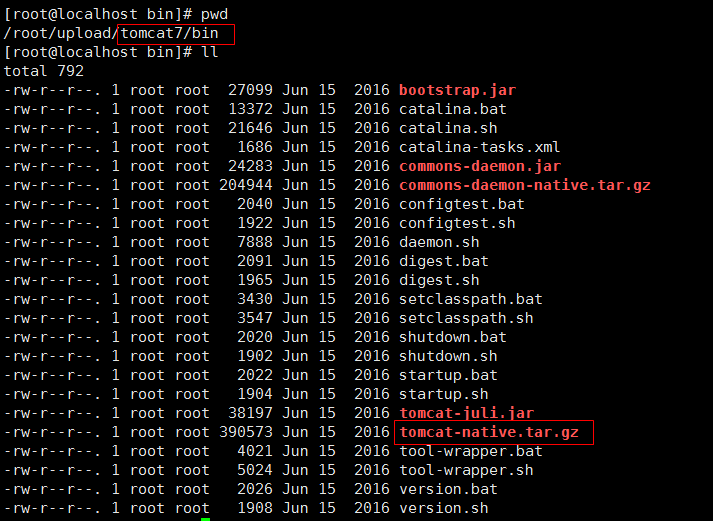 [root@localhost bin]# pwd
/root/upload/tomcat7/bin
[root@localhost bin]# ll
total 792
-rw-r--r--. 1 root root  27099 Jun 15  2016 bootstrap.jar
-rw-r--r--. 1 root root  13372 Jun 15  2016 catalina.bat
-rw-r--r--. 1 root root  21646 Jun 15  2016 catalina.sh
-rw-r--r--. 1 root root   1686 Jun 15  2016 catalina-tasks.xml
-rw-r--r--. 1 root root  24283 Jun 15  2016 commons-daemon.jar
-rw-r--r--. 1 root root 204944 Jun 15  2016 commons-daemon-native.tar.gz
-rw-r--r--. 1 root root   2040 Jun 15  2016 configtest.bat
-rw-r--r--. 1 root root   1922 Jun 15  2016 configtest.sh
-rw-r--r--. 1 root root   7888 Jun 15  2016 daemon.sh
-rw-r--r--. 1 root root   2091 Jun 15  2016 digest.bat
-rw-r--r--. 1 root root   1965 Jun 15  2016 digest.sh
-rw-r--r--. 1 root root   3430 Jun 15  2016 setclasspath.bat
-rw-r--r--. 1 root root   3547 Jun 15  2016 setclasspath.sh
-rw-r--r--. 1 root root   2020 Jun 15  2016 shutdown.bat
-rw-r--r--. 1 root root   1902 Jun 15  2016 shutdown.sh
-rw-r--r--. 1 root root   2022 Jun 15  2016 startup.bat
-rw-r--r--. 1 root root   1904 Jun 15  2016 startup.sh
-rw-r--r--. 1 root root  38197 Jun 15  2016 tomcat-juli.jar
-rw-r--r--. 1 root root 390573 Jun 15  2016 tomcat-native.tar.gz
-rw-r--r--. 1 root root   4021 Jun 15  2016 tool-wrapper.bat
-rw-r--r--. 1 root root   5024 Jun 15  2016 tool-wrapper.sh
-rw-r--r--. 1 root root   2026 Jun 15  2016 version.bat
-rw-r--r--. 1 root root   1908 Jun 15  2016 version.sh